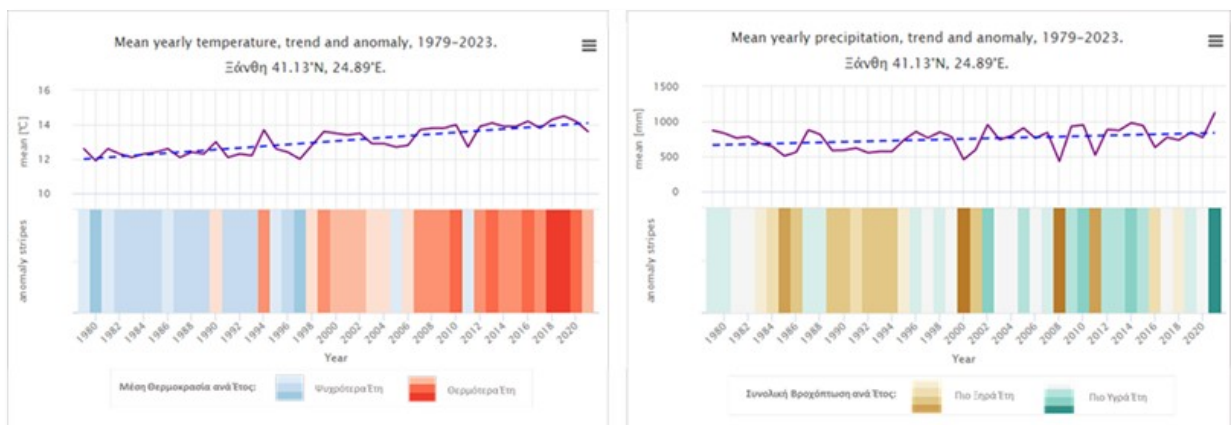 Mean yearly temperature, trend and anomaly, 1979-2023.
Ξάνθη 41.13°N, 24.89°E.
16
14
12
10
mean [°C]
anomaly stripes
1980 1982 1984 1986 1988 1990 1992 1994 1996 1998 2000 2002 2004 2006 2008 2010 2012 2014 2016 2018 2020
Year
Μέση Θερμοκρασία ανά Έτος: Ψυχρότερα Έτη Θερμότερα Έτη
Mean yearly precipitation, trend and anomaly, 1979-2023.
Ξάνθη 41.13°N, 24.89°E.
1500
1000
500
0
mean [mm]
anomaly stripes
1980 1982 1984 1986 1988 1990 1992 1994 1996 1998 2000 2002 2004 2006 2008 2010 2012 2014 2016 2018 2020
Year
Συνολική Βροχόπτωση ανά Έτος: Πιο Ξηρά Έτη Πιο Υγρά Έτη